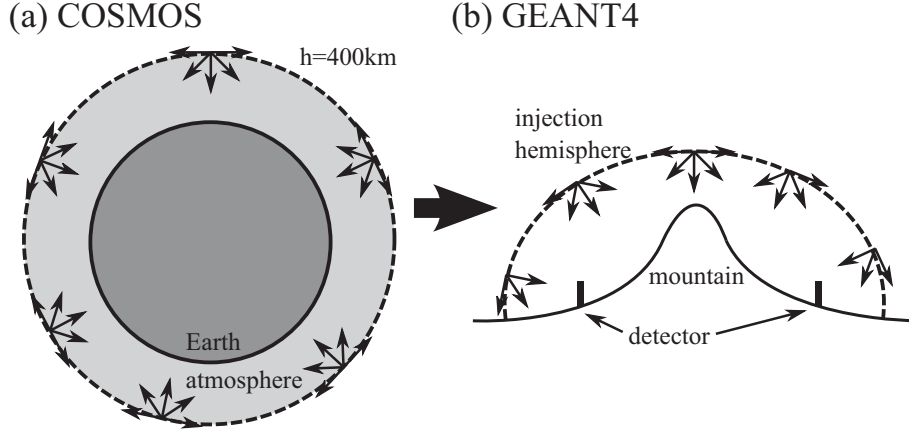 (a) COSMOS
h=400km
Earth
atmosphere
(b) GEANT4
injection
hemisphere
mountain
detector